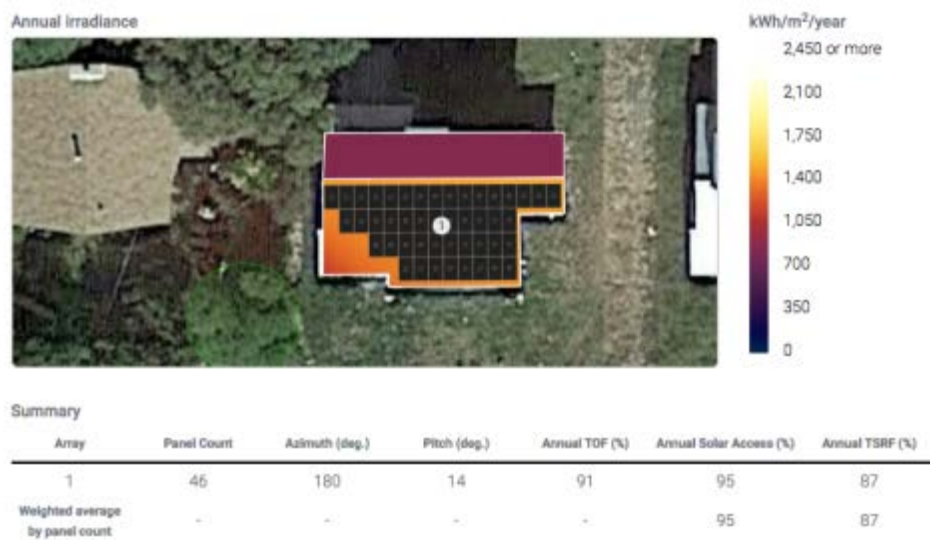 Annual irradiance
kWh/m²/year
2,450 or more
2,100
1,750
1,400
1,050
700
350
0
1
Summary
Array Panel Count Azimuth (deg.) Pitch (deg.) Annual TOF (%) Annual Solar Access (%) Annual TSRF (%)
1 46 180 14 91 95 87
Weighted average
by panel count - - - - 95 87